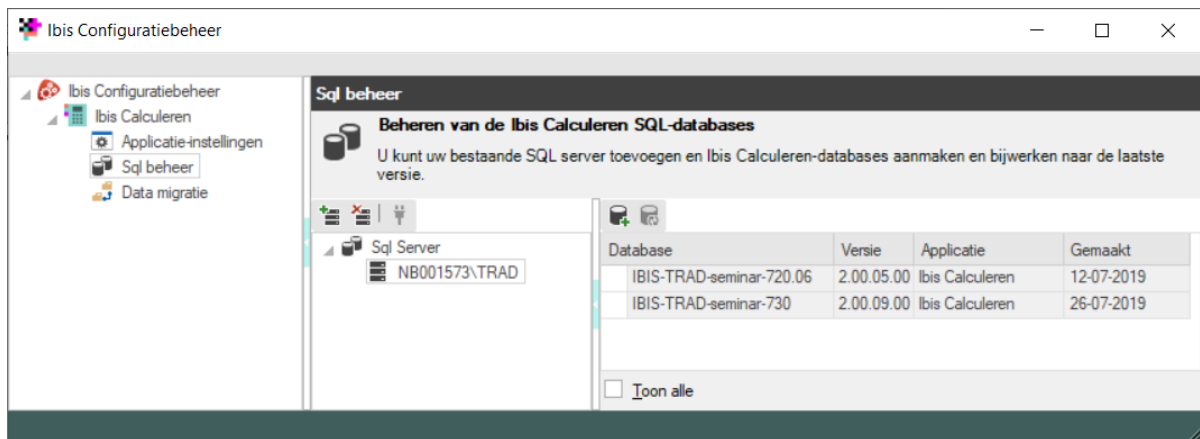 Ibis Configuratiebeheer
Ibis Configuratiebeheer
Ibis Calculeren
Applicatie-instellingen
Sql beheer
Data migratie
Sql beheer
Beheren van de Ibis Calculeren SQL-databases
U kunt uw bestaande SQL server toevoegen en Ibis Calculeren-databases aanmaken en bijwerken naar de laatste
versie.
Sql Server
NB001573\TRAD
Database Versie Applicatie Gemaakt
IBIS-TRAD-seminar-720.06 2.00.05.00 Ibis Calculeren 12-07-2019
IBIS-TRAD-seminar-730 2.00.09.00 Ibis Calculeren 26-07-2019
Toon alle